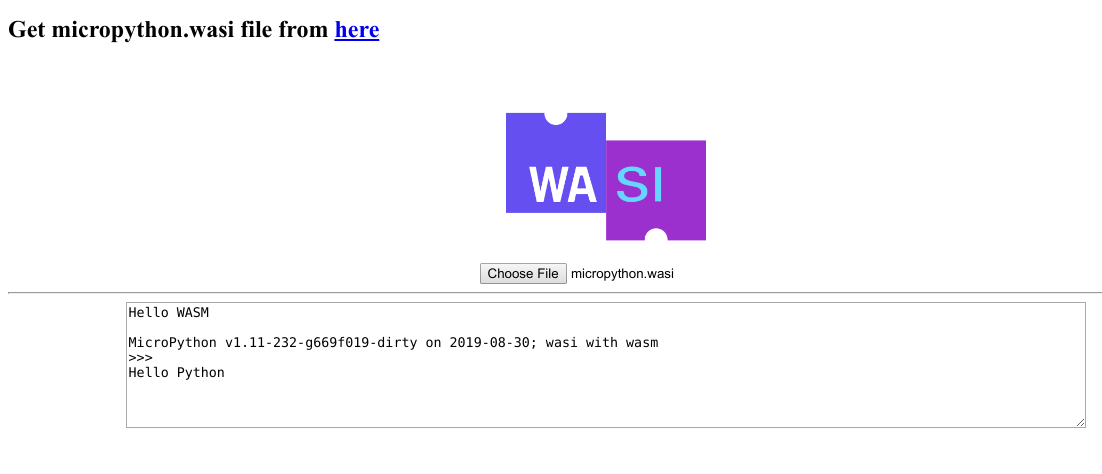 Get micropython.wasi file from here
WA SI
Choose File micropython.wasi
Hello WASM
MicroPython v1.11-232-g669f019-dirty on 2019-08-30; wasi with wasm
>>>
Hello Python